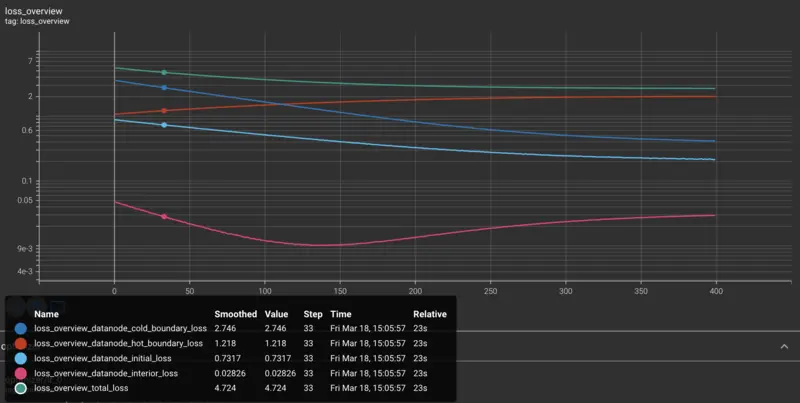 loss_overview
tag: loss_overview
7
2
0.6
0.1
0.05
9e-3
4e-3
0 50 100 150 200 250 300 350 400
Name Smoothed Value Step Time Relative
loss_overview_datanode_cold_boundary_loss 2.746 2.746 33 Fri Mar 18, 15:05:57 23s
loss_overview_datanode_hot_boundary_loss 1.218 1.218 33 Fri Mar 18, 15:05:57 23s
loss_overview_datanode_initial_loss 0.7317 0.7317 33 Fri Mar 18, 15:05:57 23s
loss_overview_datanode_interior_loss 0.02826 0.02826 33 Fri Mar 18, 15:05:57 23s
loss_overview_total_loss 4.724 4.724 33 Fri Mar 18, 15:05:57 23s